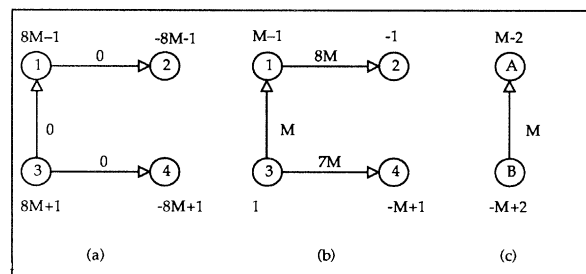 8M-1 -8M-1 M-1 -1 M-2
1 0 2 1 8M 2 A
0 M M
3 0 4 3 7M 4 B
8M+1 -8M+1 1 -M+1 -M+2
(a) (b) (c)